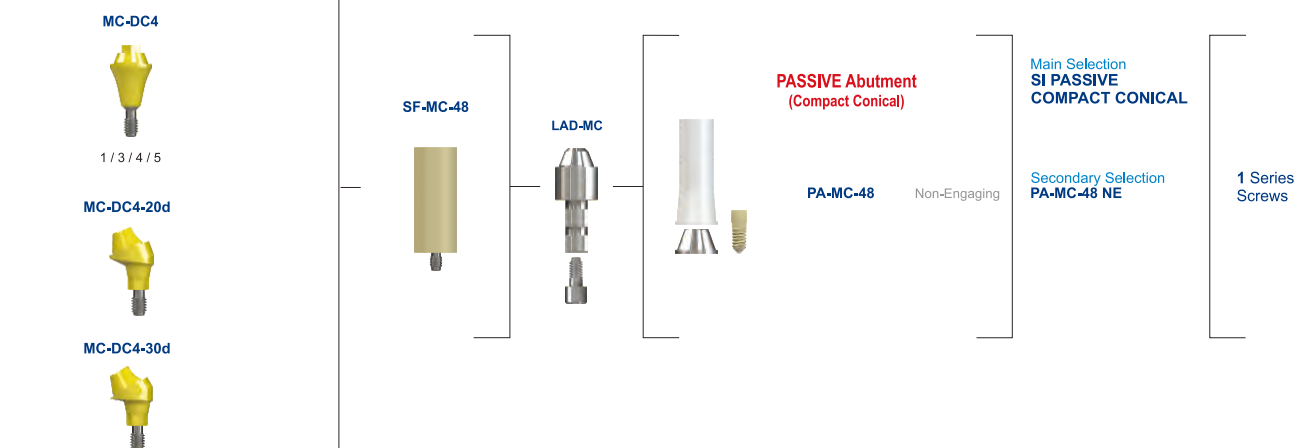 MC-DC4
1 / 3 / 4 / 5
MC-DC4-20d
MC-DC4-30d
SF-MC-48
LAD-MC
PASSIVE Abutment
(Compact Conical)
PA-MC-48 Non-Engaging
Main Selection
SI PASSIVE
COMPACT CONICAL
Secondary Selection
PA-MC-48 NE
1 Series
Screws